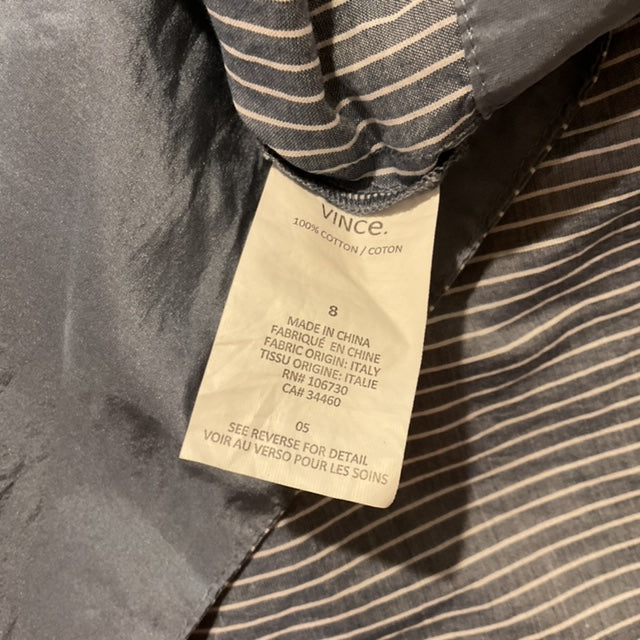 VINCe.
100% COTTON / COTON
8
MADE IN CHINA
FABRIQUÉ EN CHINE
FABRIC ORIGIN: ITALY
TISSU ORIGINE: ITALIE
RN# 106730
CA# 34460
05
SEE REVERSE FOR DETAIL
VOIR AU VERSO POUR LES SOINS